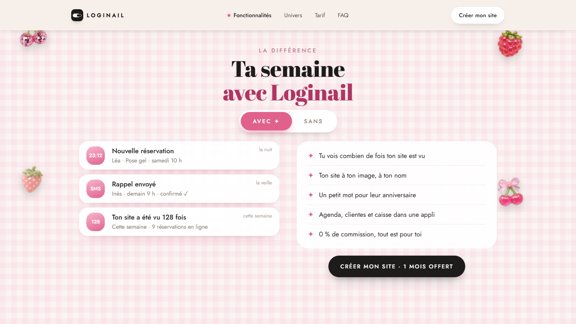 LOGINAIL
Fonctionnalités
Univers
Tarif
FAQ
Créer mon site
LA DIFFÉRENCE
Ta semaine
avec Loginail
AVEC +
SANS
23:12
Nouvelle réservation
Léa · Pose gel · samedi 10 h
la nuit
SMS
Rappel envoyé
Inès · demain 9 h · confirmé ✓
la veille
128
Ton site a été vu 128 fois
Cette semaine · 9 réservations en ligne
cette semaine
+ Tu vois combien de fois ton site est vu
+ Ton site à ton image, à ton nom
+ Un petit mot pour leur anniversaire
+ Agenda, clientes et caisse dans une appli
+ 0 % de commission, tout est pour toi
CRÉER MON SITE · 1 MOIS OFFERT